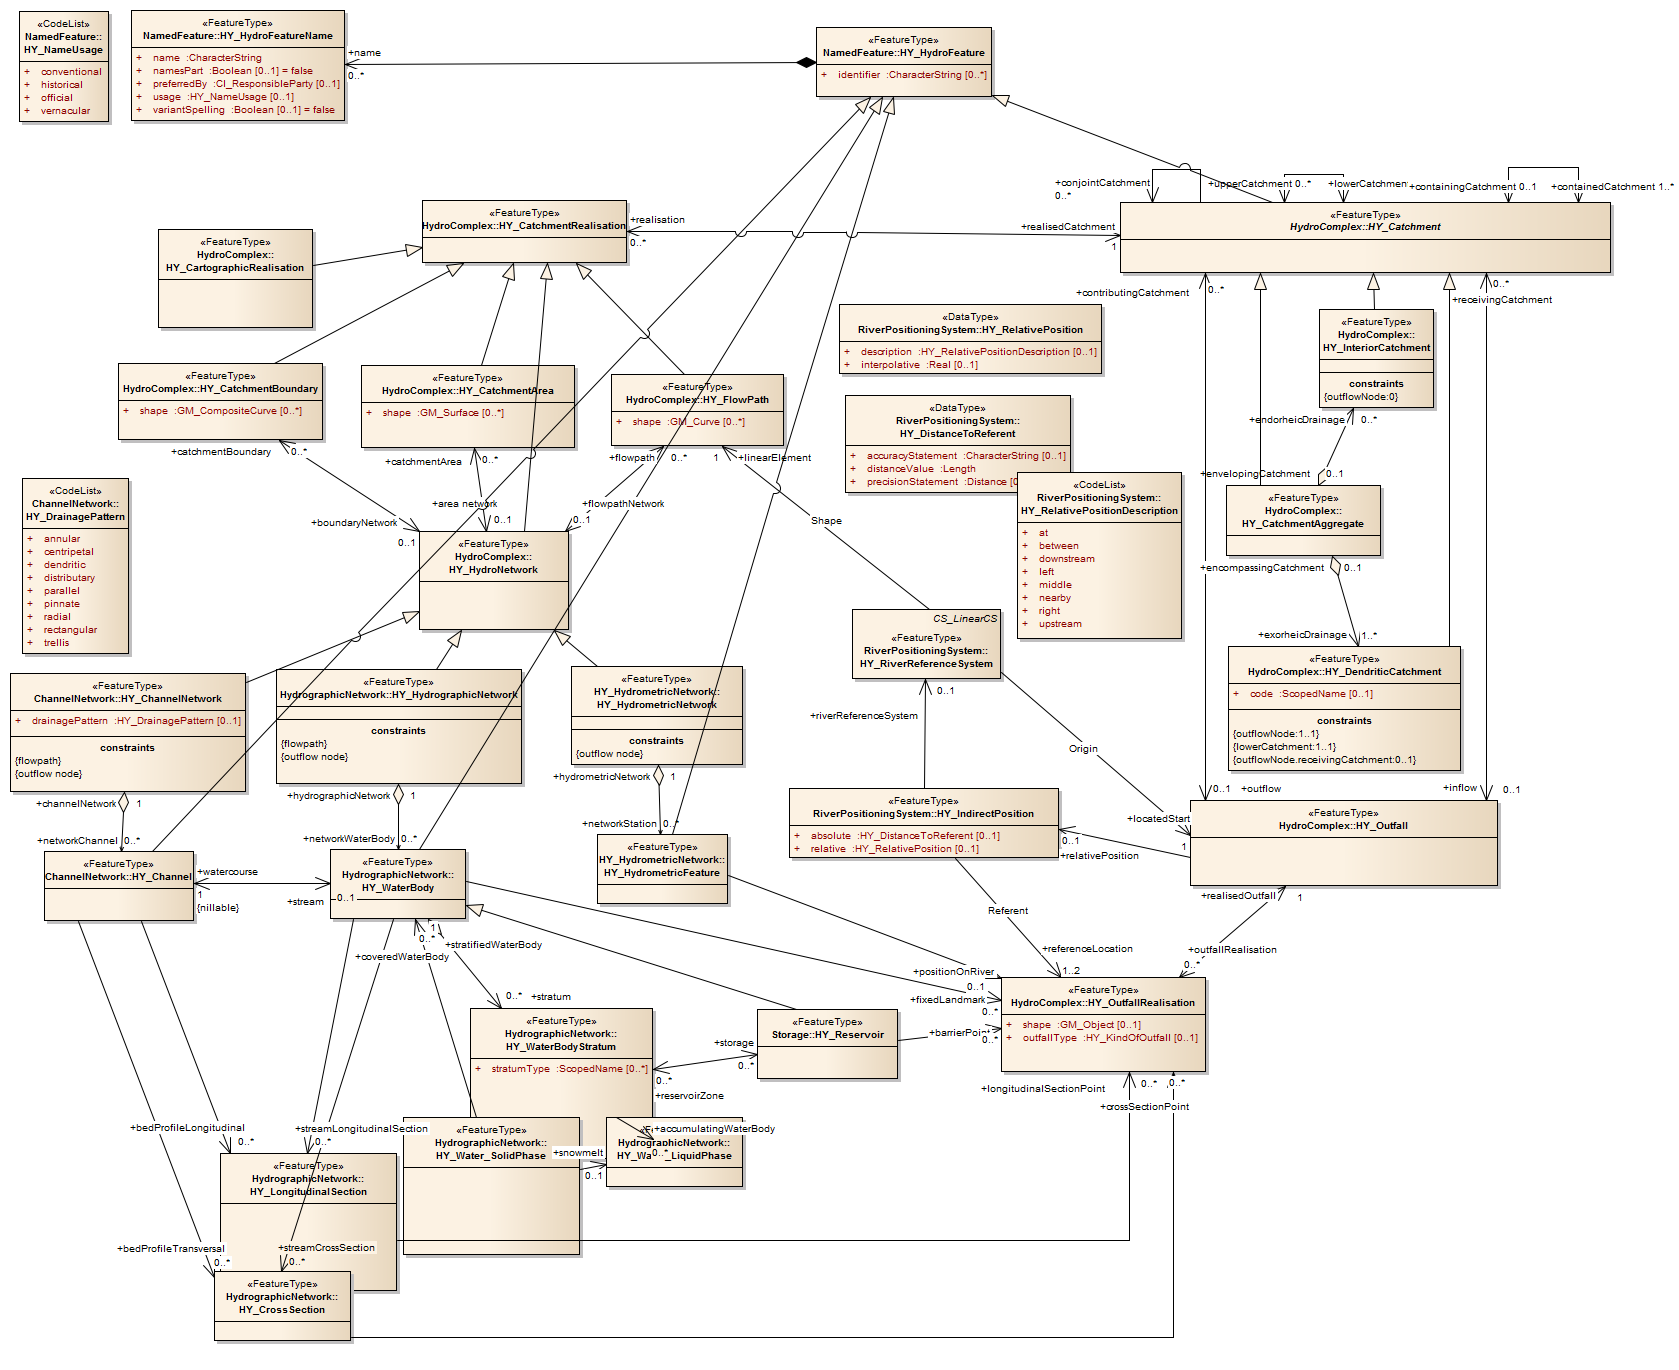 «CodeList»
NamedFeature::
HY_NameUsage
+ conventional
+ historical
+ official
+ vernacular
«FeatureType»
NamedFeature::HY_HydroFeatureName
+ name :CharacterString
+ namesPart :Boolean [0..1] = false
+ preferredBy :CI_ResponsibleParty [0..1]
+ usage :HY_NameUsage [0..1]
+ variantSpelling :Boolean [0..1] = false
+name
0..*
«FeatureType»
NamedFeature::HY_HydroFeature
+ identifier :CharacterString [0..*]
+conjointCatchment
0..*
+upperCatchment 0..*
+lowerCatchment
+containingCatchment 0..1
+containedCatchment 1..*
«FeatureType»
HydroComplex::HY_CatchmentRealisation
+realisation
0..*
+realisedCatchment
1
«FeatureType»
HydroComplex::HY_Catchment
«FeatureType»
HydroComplex::
HY_CartographicRealisation
+contributingCatchment
0..*
0..*
+receivingCatchment
«DataType»
RiverPositioningSystem::HY_RelativePosition
+ description :HY_RelativePositionDescription [0..1]
+ interpolative :Real [0..1]
«FeatureType»
HydroComplex::
HY_InteriorCatchment
constraints
{outflowNode:0}
«FeatureType»
HydroComplex::HY_CatchmentBoundary
+ shape :GM_CompositeCurve [0..*]
«FeatureType»
HydroComplex::HY_CatchmentArea
+ shape :GM_Surface [0..*]
«FeatureType»
HydroComplex::HY_FlowPath
+ shape :GM_Curve [0..*]
«DataType»
RiverPositioningSystem::
HY_DistanceToReferent
+ accuracyStatement :CharacterString [0..1]
+ distanceValue :Length
+ precisionStatement :Distance [0
+endorheicDrainage
0..*
+catchmentBoundary
0..*
+catchmentArea
0..*
+flowpath
0..*
1
+linearElement
+envelopingCatchment
0..1
«CodeList»
ChannelNetwork::
HY_DrainagePattern
+ annular
+ centripetal
+ dendritic
+ distributary
+ parallel
+ pinnate
+ radial
+ rectangular
+ trellis
«CodeList»
RiverPositioningSystem::
HY_RelativePositionDescription
+ at
+ between
+ downstream
+ left
+ middle
+ nearby
+ right
+ upstream
«FeatureType»
HydroComplex::
HY_CatchmentAggregate
+boundaryNetwork
0..1
+area network
0..1
+flowpathNetwork
0..1
Shape
«FeatureType»
HydroComplex::
HY_HydroNetwork
+encompassingCatchment
0..1
CS_LinearCS
«FeatureType»
RiverPositioningSystem::
HY_RiverReferenceSystem
+exorheicDrainage
1..*
«FeatureType»
HydroComplex::HY_DendriticCatchment
+ code :ScopedName [0..1]
constraints
{outflowNode:1..1}
{lowerCatchment:1..1}
{outflowNode.receivingCatchment:0..1}
«FeatureType»
ChannelNetwork::HY_ChannelNetwork
+ drainagePattern :HY_DrainagePattern [0..1]
constraints
{flowpath}
{outflow node}
«FeatureType»
HydrographicNetwork::HY_HydrographicNetwork
constraints
{flowpath}
{outflow node}
«FeatureType»
HY_HydrometricNetwork::
HY_HydrometricNetwork
constraints
{outflow node}
0..1
+riverReferenceSystem
Origin
+channelNetwork
1
+hydrographicNetwork
1
+hydrometricNetwork
1
«FeatureType»
RiverPositioningSystem::HY_IndirectPosition
+ absolute :HY_DistanceToReferent [0..1]
+ relative :HY_RelativePosition [0..1]
0..1
+outflow
+inflow
0..1
«FeatureType»
HydroComplex::HY_Outfall
+networkChannel
0..*
+networkWaterBody
0..*
+networkStation
0..*
+locatedStart
1
0..1
+relativePosition
«FeatureType»
ChannelNetwork::HY_Channel
«FeatureType»
HydrographicNetwork::
HY_WaterBody
«FeatureType»
HY_HydrometricNetwork::
HY_HydrometricFeature
+watercourse
1
{nillable}
+stream
0..1
Referent
+realisedOutfall
1
+referenceLocation
1..2
+outfallRealisation
0..*
0..*
1
+stratifiedWaterBody
+coveredWaterBody
+positionOnRiver
0..1
+fixedLandmark
0..*
+barrierPoint
0..*
0..*
+stratum
«FeatureType»
HydroComplex::HY_OutfallRealisation
+ shape :GM_Object [0..1]
+ outfallType :HY_KindOfOutfall [0..1]
«FeatureType»
HydrographicNetwork::
HY_WaterBodyStratum
+ stratumType :ScopedName [0..*]
«FeatureType»
Storage::HY_Reservoir
+storage
0..*
0..*
+reservoirZone
+longitudinalSectionPoint
0..*
0..*
+crossSectionPoint
+bedProfileLongitudinal
0..*
+streamLongitudinalSection
0..*
«FeatureType»
HydrographicNetwork::
HY_Water_SolidPhase
+accumulatingWaterBody
0..*
HydrographicNetwork::
HY_Wa LiquidPhase
+snowmelt
0..1
«FeatureType»
HydrographicNetwork::
HY_LongitudinalSection
+bedProfileTransversal
0..*
+streamCrossSection
0..*
«FeatureType»
HydrographicNetwork::
HY_CrossSection